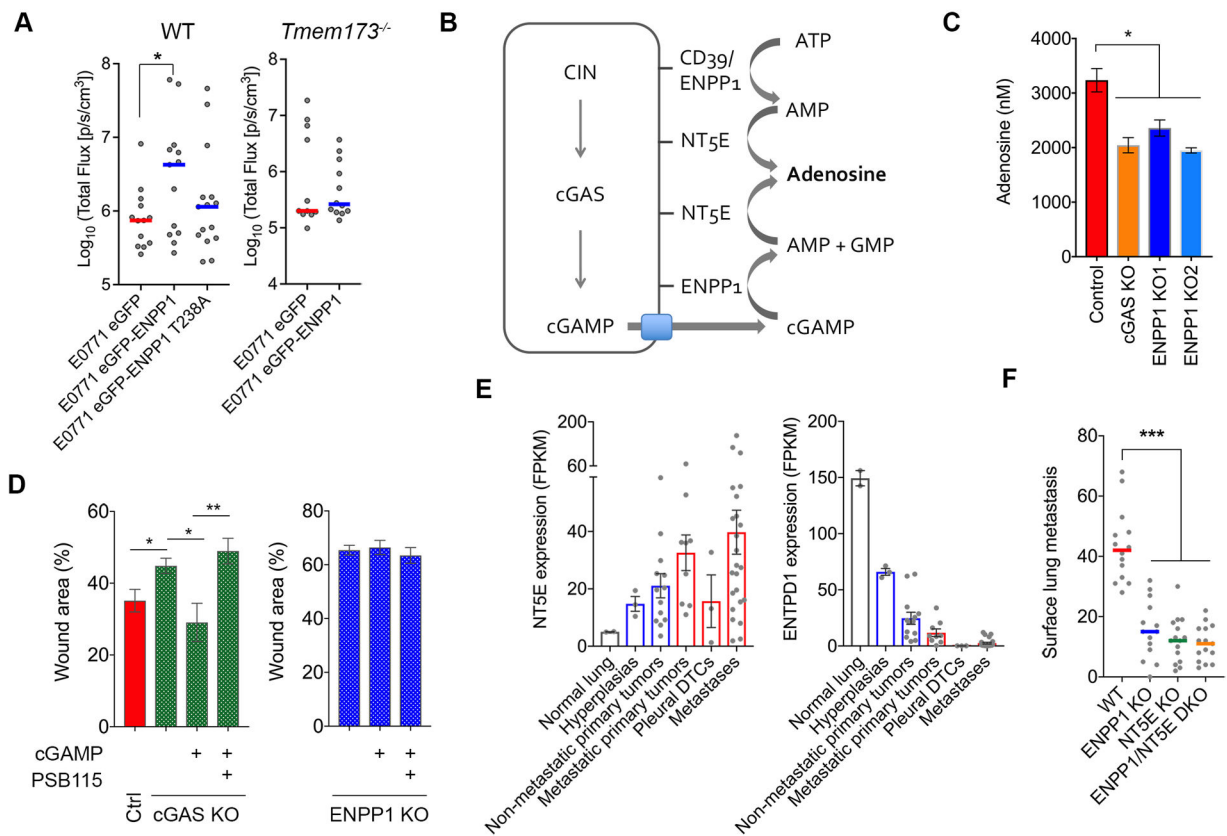 A
WT
Tmem173-/-
Log10 (Total Flux [p/s/cm3])
8
7
6
5
*
E0771 eGFP
E0771 eGFP-ENPP1
E0771 eGFP-ENPP1 T238A
Log10 (Total Flux [p/s/cm3])
8
7
6
5
4
E0771 eGFP
E0771 eGFP-ENPP1
B
CIN
cGAS
cGAMP
CD39/
ENPP1
NT5E
NT5E
ENPP1
ATP
AMP
Adenosine
AMP + GMP
cGAMP
C
Adenosine (nM)
4000
3000
2000
1000
0
*
Control
cGAS KO
ENPP1 KO1
ENPP1 KO2
D
Wound area (%)
60
40
20
0
* * **
cGAMP + +
PSB115 +
Ctrl
cGAS KO
Wound area (%)
80
60
40
20
0
+ +
+
ENPP1 KO
E
NT5E expression (FPKM)
200
60
40
20
0
Normal lung
Hyperplasias
Non-metastatic primary tumors
Metastatic primary tumors
Pleural DTCs
Metastases
ENTPD1 expression (FPKM)
200
150
100
50
0
Normal lung
Hyperplasias
Non-metastatic primary tumors
Metastatic primary tumors
Pleural DTCs
Metastases
F
Surface lung metastasis
80
60
40
20
0
***
WT
ENPP1 KO
NT5E KO
ENPP1/NT5E DKO